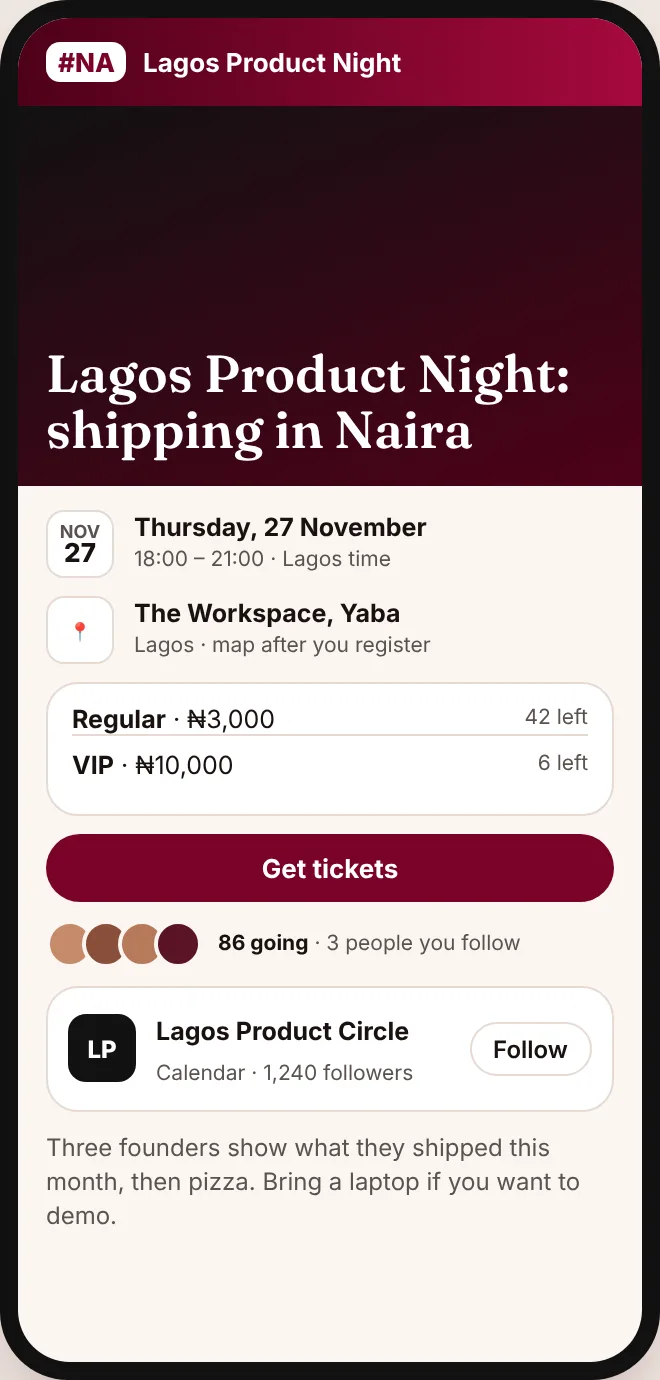 #NA Lagos Product Night
Lagos Product Night:
shipping in Naira
NOV
27
Thursday, 27 November
18:00 – 21:00 · Lagos time
The Workspace, Yaba
Lagos · map after you register
Regular · ₦3,000 42 left
VIP · ₦10,000 6 left
Get tickets
86 going · 3 people you follow
LP
Lagos Product Circle
Calendar · 1,240 followers
Follow
Three founders show what they shipped this
month, then pizza. Bring a laptop if you want to
demo.